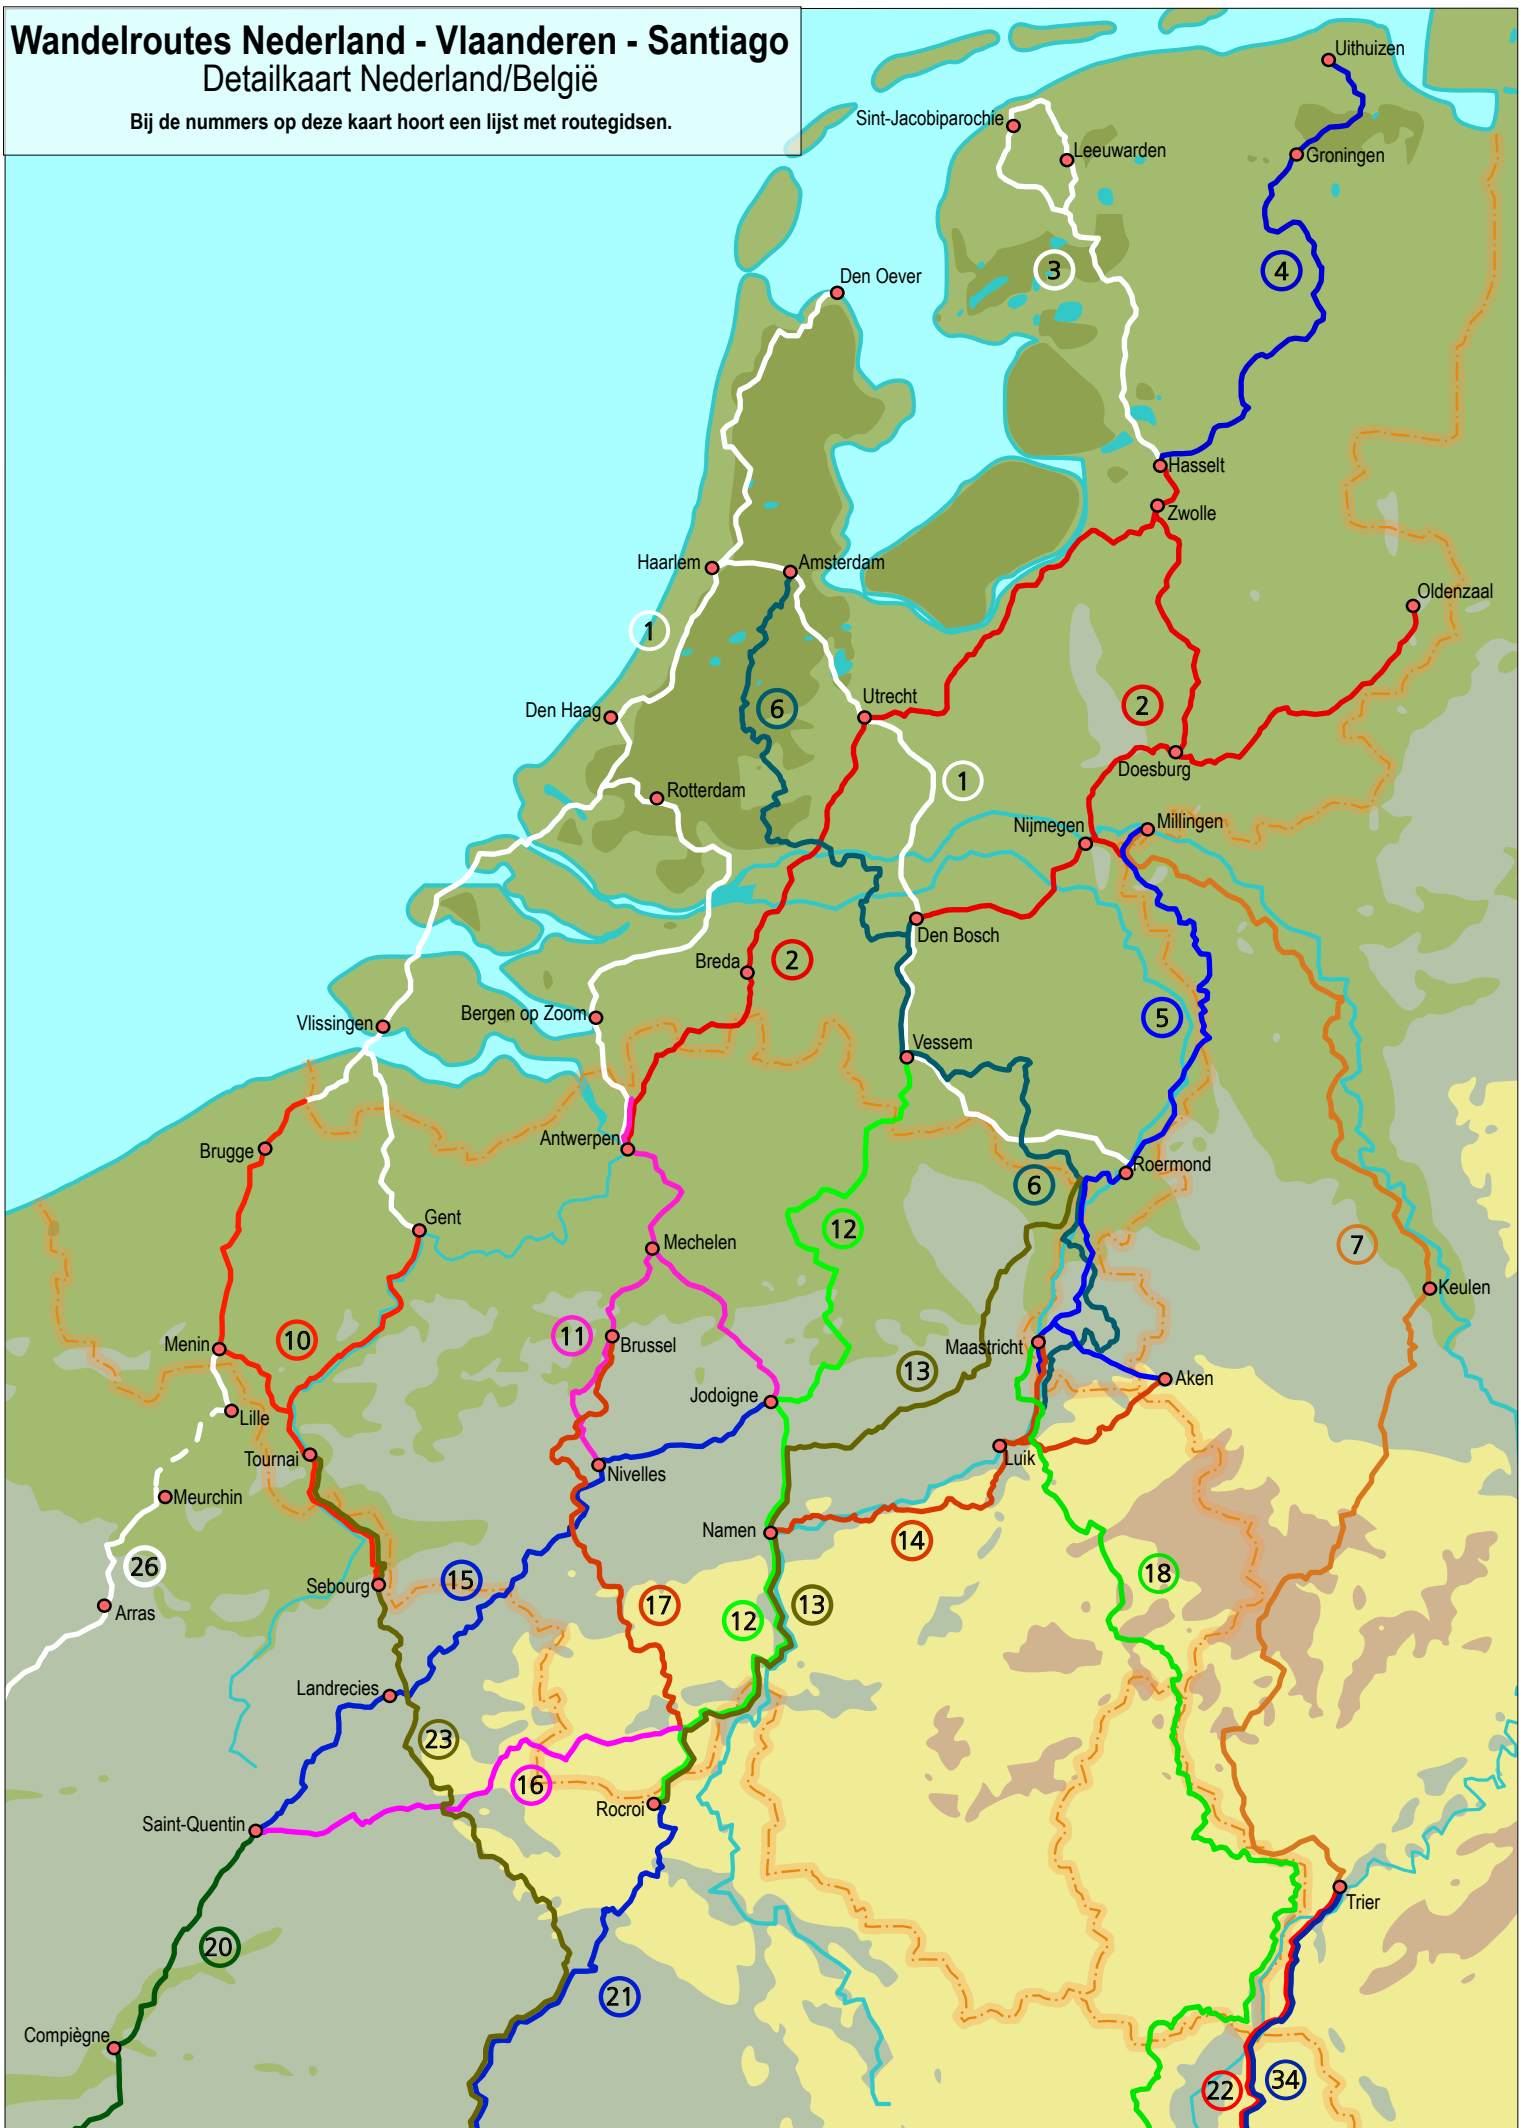 Wandelroutes Nederland - Vlaanderen - Santiago
Detailkaart Nederland/België
Bij de nummers op deze kaart hoort een lijst met routegidsen.
Uithuizen
Sint-Jacobiparochie
Leeuwarden
Groningen
3
4
Den Oever
Hasselt
Zwolle
Haarlem
Amsterdam
Oldenzaal
1
6
Utrecht
2
Den Haag
Doesburg
1
Rotterdam
Nijmegen
Millingen
Den Bosch
Breda
2
Bergen op Zoom
Vlissingen
5
Vessem
Antwerpen
Brugge
Roermond
6
Gent
12
Mechelen
7
Keulen
Menin
10
11
Brussel
Maastricht
13
Aken
Jodoigne
Lille
Tournai
Luik
Nivelles
Meurchin
Namen
14
26
15
18
Sebourg
Arras
17
12
13
Landrecies
23
16
Rocroi
Saint-Quentin
Trier
20
21
Compiègne
22
34